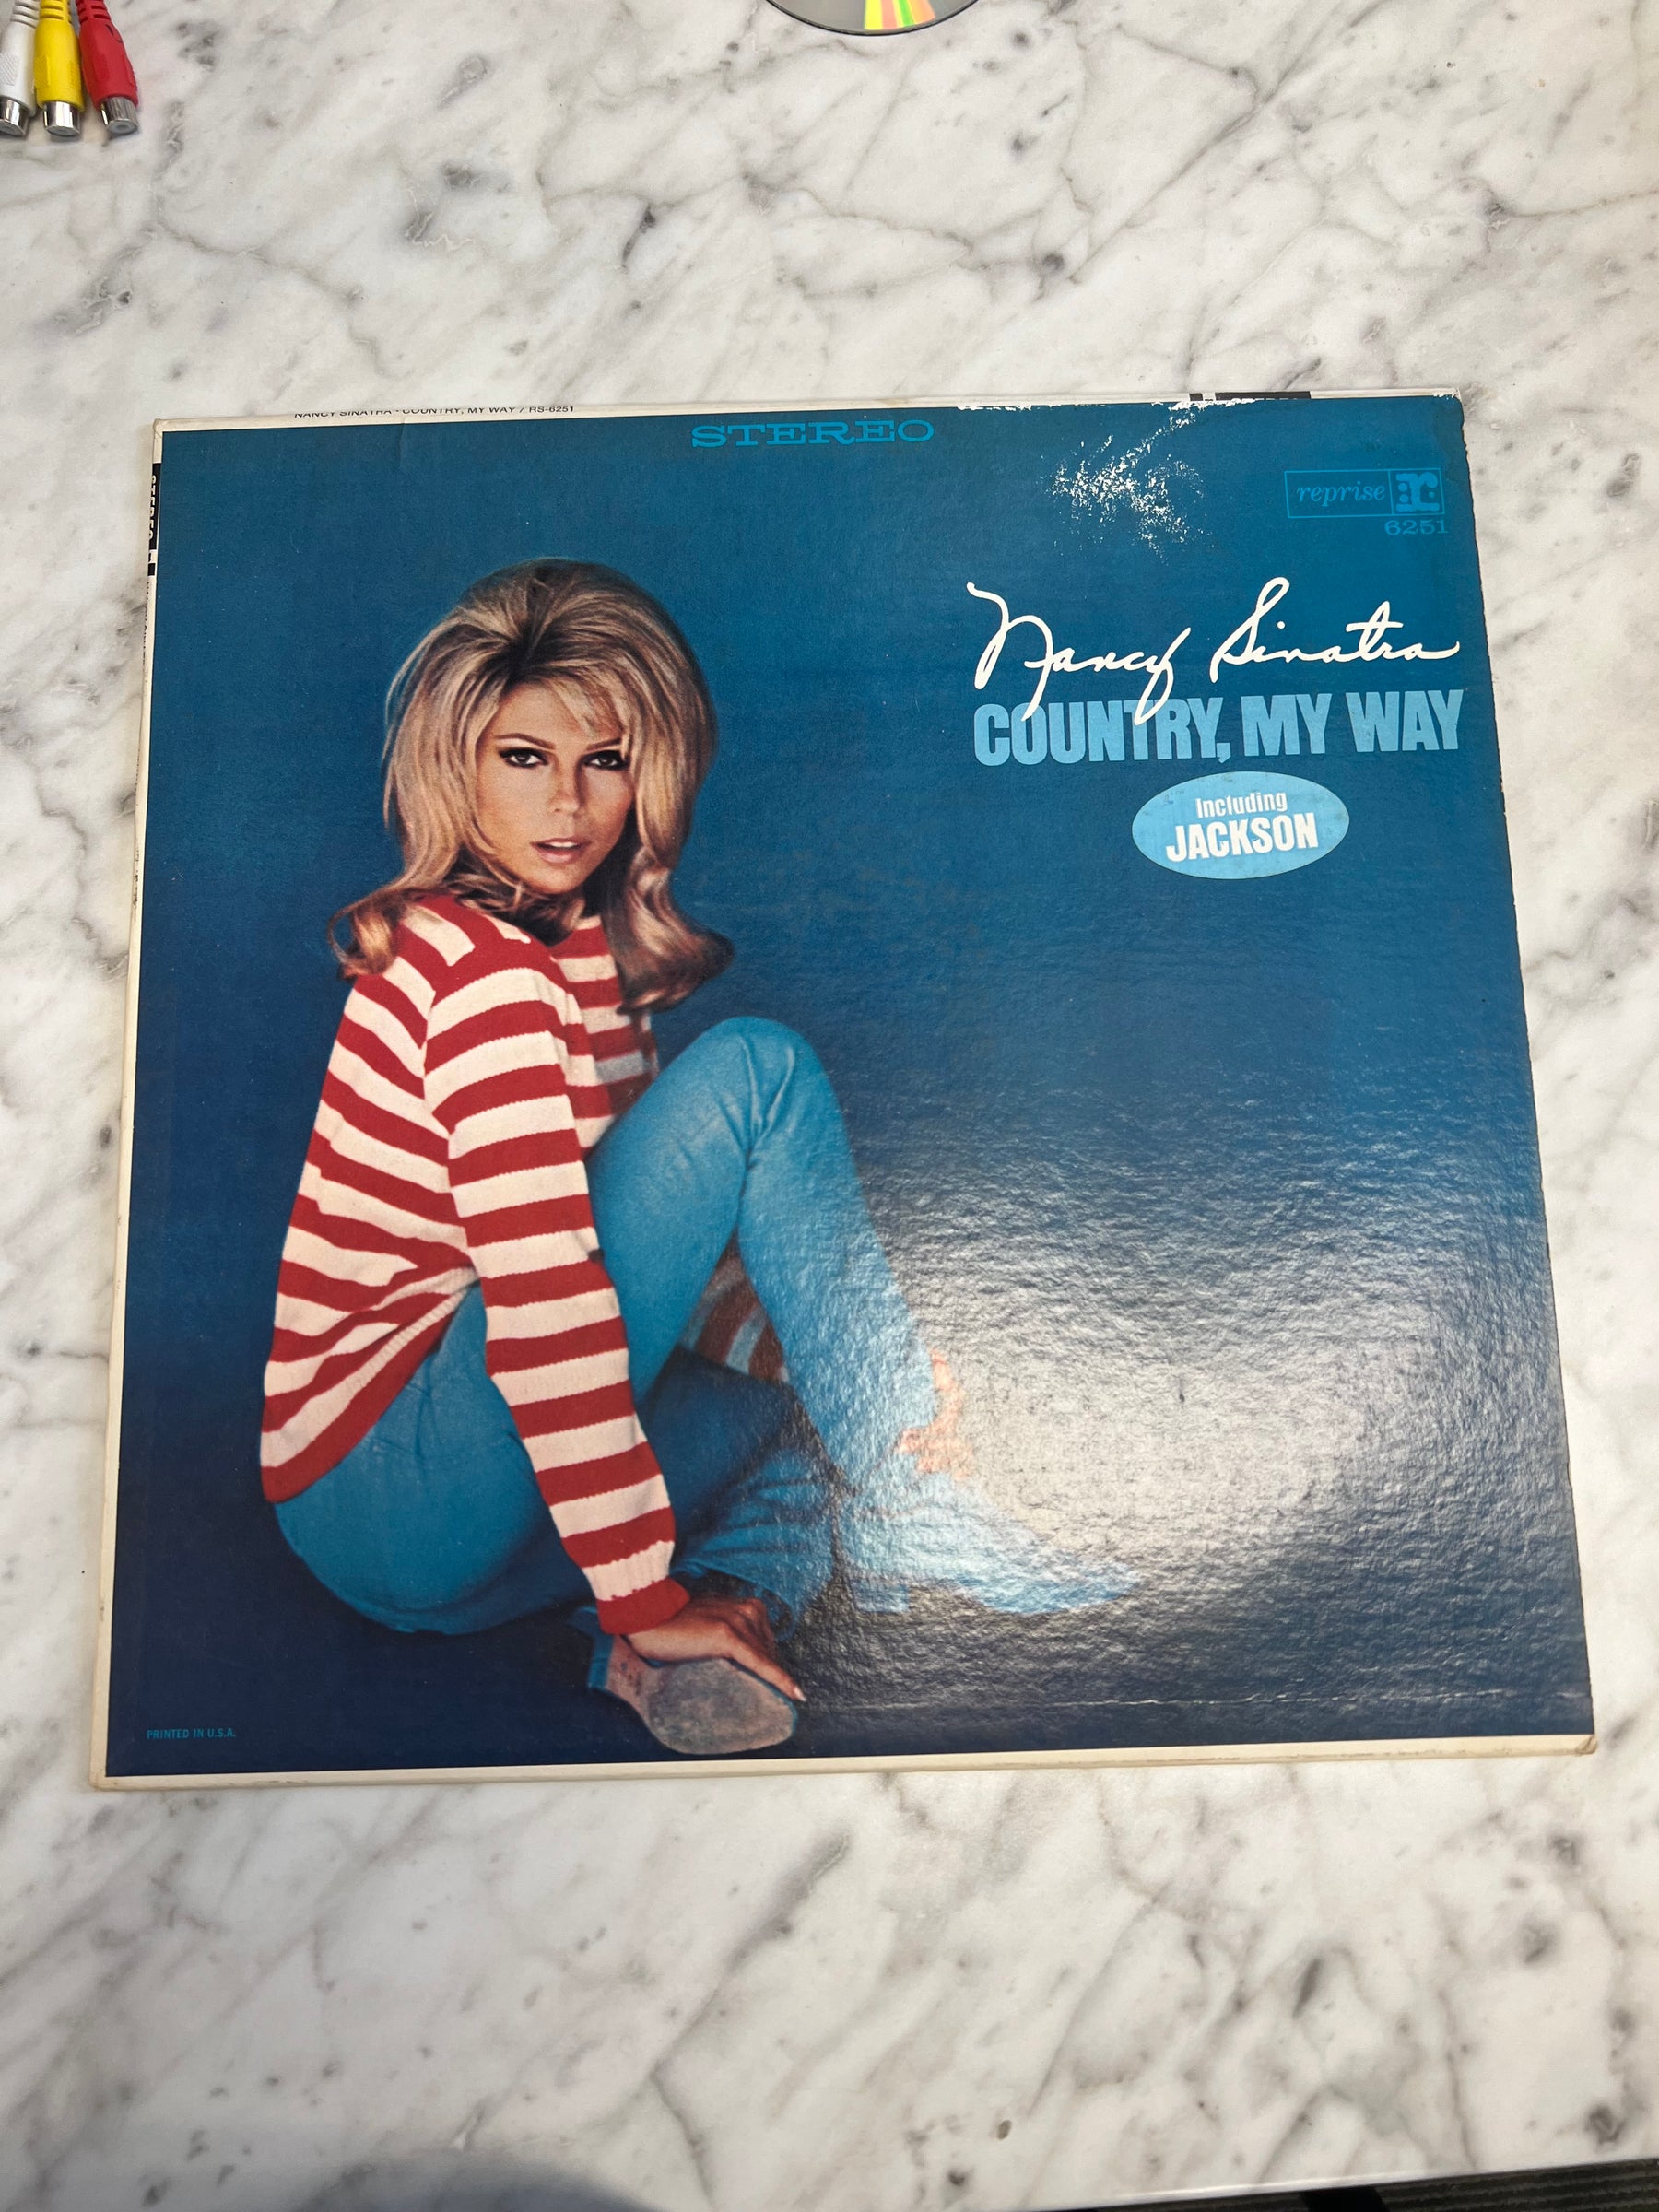 NANCY SINATRA • COUNTRY, MY WAY / RS-6251
STEREO
reprise r:
6251
Nancy Sinatra
COUNTRY, MY WAY
including
JACKSON
STEREO
PRINTED IN U.S.A.